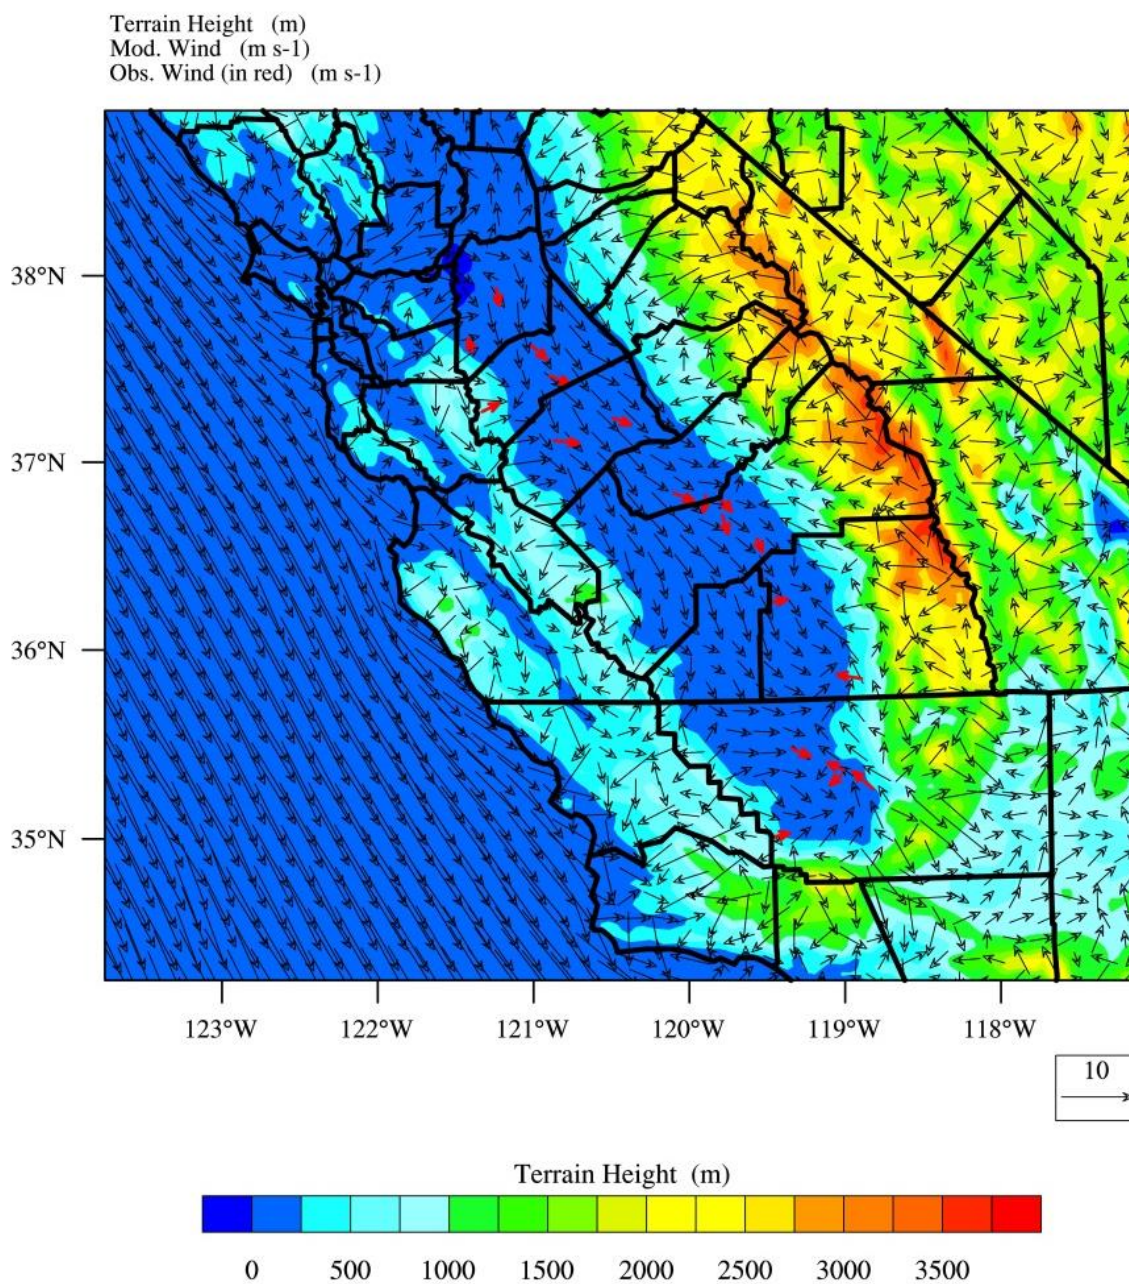 Terrain Height (m)
Mod. Wind (m s-1)
Obs. Wind (in red) (m s-1)
38°N
37°N
36°N
35°N
123°W 122°W 121°W 120°W 119°W 118°W
10
Terrain Height (m)
0 500 1000 1500 2000 2500 3000 3500